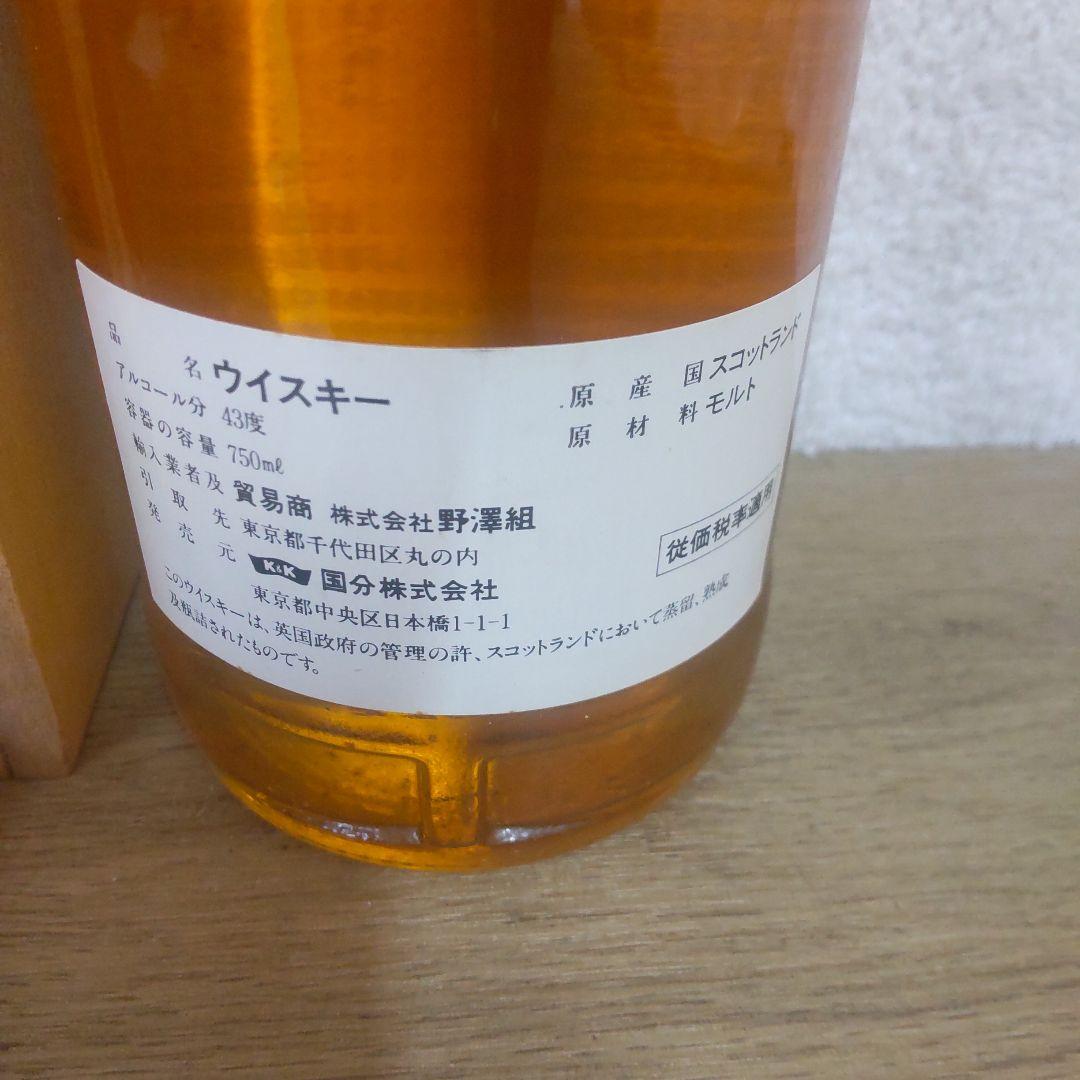 品名 ウイスキー
アルコール分 43度
容器の容量 750mℓ
輸入業者及 貿易商 株式会社野澤組
引取先 東京都千代田区丸の内
発売元 K&K 国分株式会社
東京都中央区日本橋1-1-1
原産国 スコットランド
原材料 モルト
従価税率適用
このウイスキーは、英国政府の管理の許、スコットランドにおいて蒸留、熟成
及瓶詰されたものです。